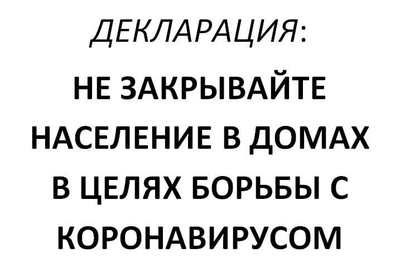 ДЕКЛАРАЦИЯ:
НЕ ЗАКРЫВАЙТЕ
НАСЕЛЕНИЕ В ДОМАХ
В ЦЕЛЯХ БОРЬБЫ С
КОРОНАВИРУСОМ